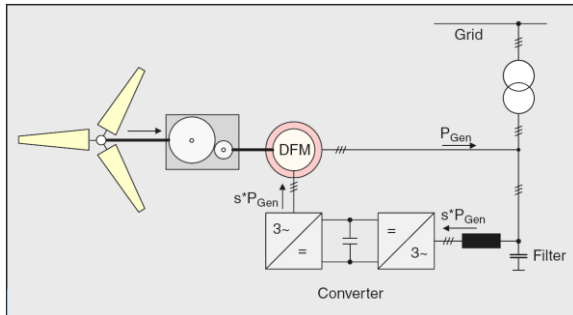 Grid
P_Gen
DFM
s*P_Gen
s*P_Gen
3~
=
=
3~
Filter
Converter